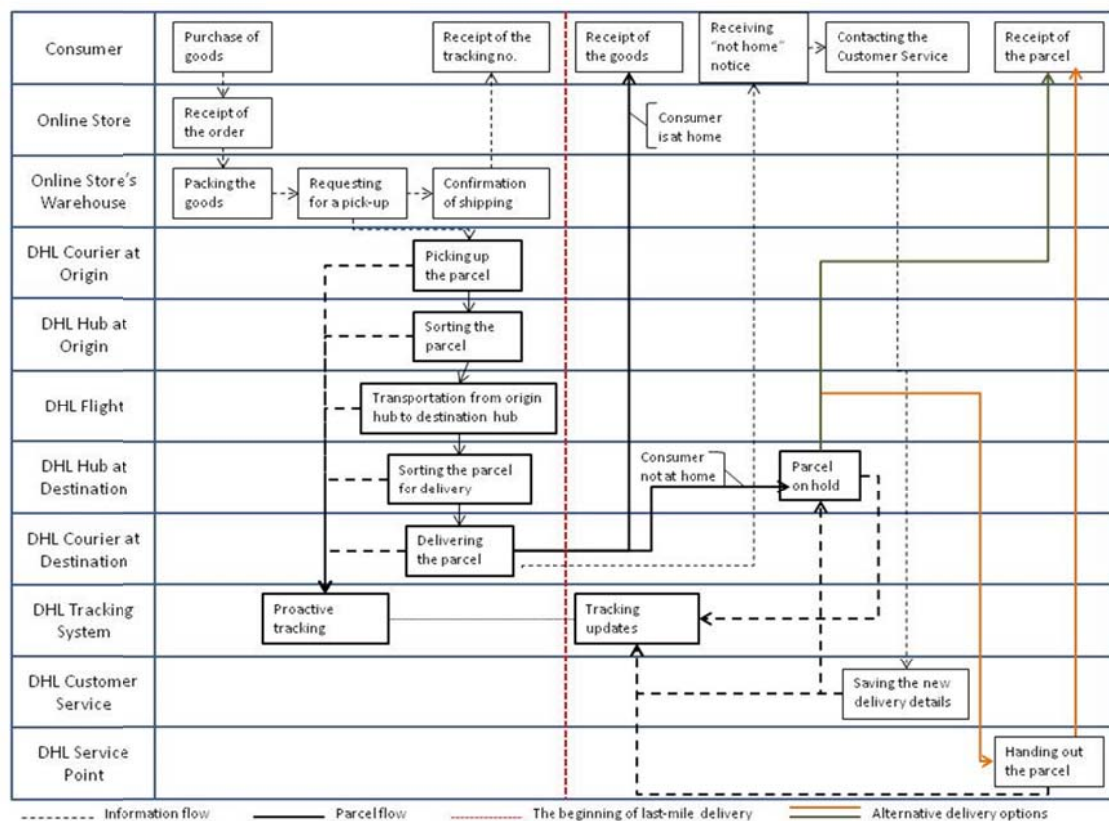 Consumer
Purchase of
goods
Receipt of the
tracking no.
Receipt of
the goods
Receiving
"not home"
notice
Contacting the
Customer Service
Receipt of
the parcel
Online Store
Receipt of
the order
Consumer
is at home
Online Store's
Warehouse
Packing the
goods
Requesting
for a pick-up
Confirmation
of shipping
DHL Courier at
Origin
Picking up
the parcel
DHL Hub at
Origin
Sorting the
parcel
DHL Flight
Transportation from origin
hub to destination hub
DHL Hub at
Destination
Sorting the parcel
for delivery
Consumer
not at home
Parcel
on hold
DHL Courier at
Destination
Delivering
the parcel
DHL Tracking
System
Proactive
tracking
Tracking
updates
DHL Customer
Service
Saving the new
delivery details
DHL Service
Point
Handing out
the parcel
Information flow
Parcel flow
The beginning of last-mile delivery
Alternative delivery options